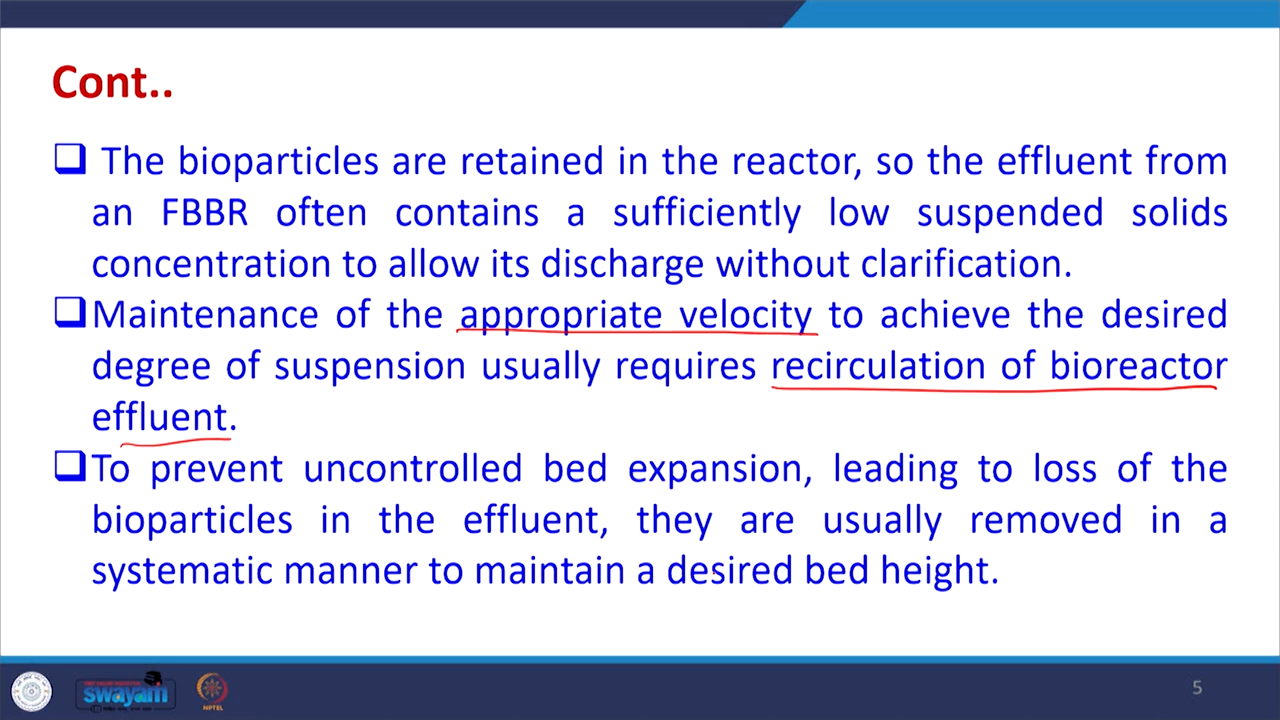 Cont..
❑ The bioparticles are retained in the reactor, so the effluent from
an FBBR often contains a sufficiently low suspended solids
concentration to allow its discharge without clarification.
❑Maintenance of the appropriate velocity to achieve the desired
degree of suspension usually requires recirculation of bioreactor
effluent.
❑To prevent uncontrolled bed expansion, leading to loss of the
bioparticles in the effluent, they are usually removed in a
systematic manner to maintain a desired bed height.
swayam
NPTEL
5